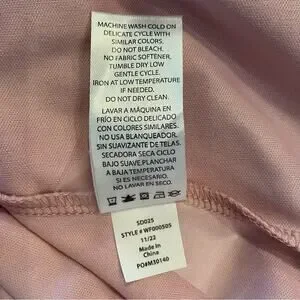 MACHINE WASH COLD ON
DELICATE CYCLE WITH
SIMILAR COLORS.
DO NOT BLEACH.
NO FABRIC SOFTENER.
TUMBLE DRY LOW
GENTLE CYCLE.
IRON AT LOW TEMPERATURE
IF NEEDED.
DO NOT DRY CLEAN.
LAVAR A MÁQUINA EN
FRÍO EN CICLO DELICADO
CON COLORES SIMILARES.
NO USA BLANQUEADOR.
SIN SUAVIZANTE DE TELAS.
SECADORA SECA CICLO
BAJO SUAVE.PLANCHAR
A BAJA TEMPERATURA
SI ES NECESARIO.
NO LAVAR EN SECO.
SD025
STYLE # WF000505
11/22
Made in
China
PO#M30140